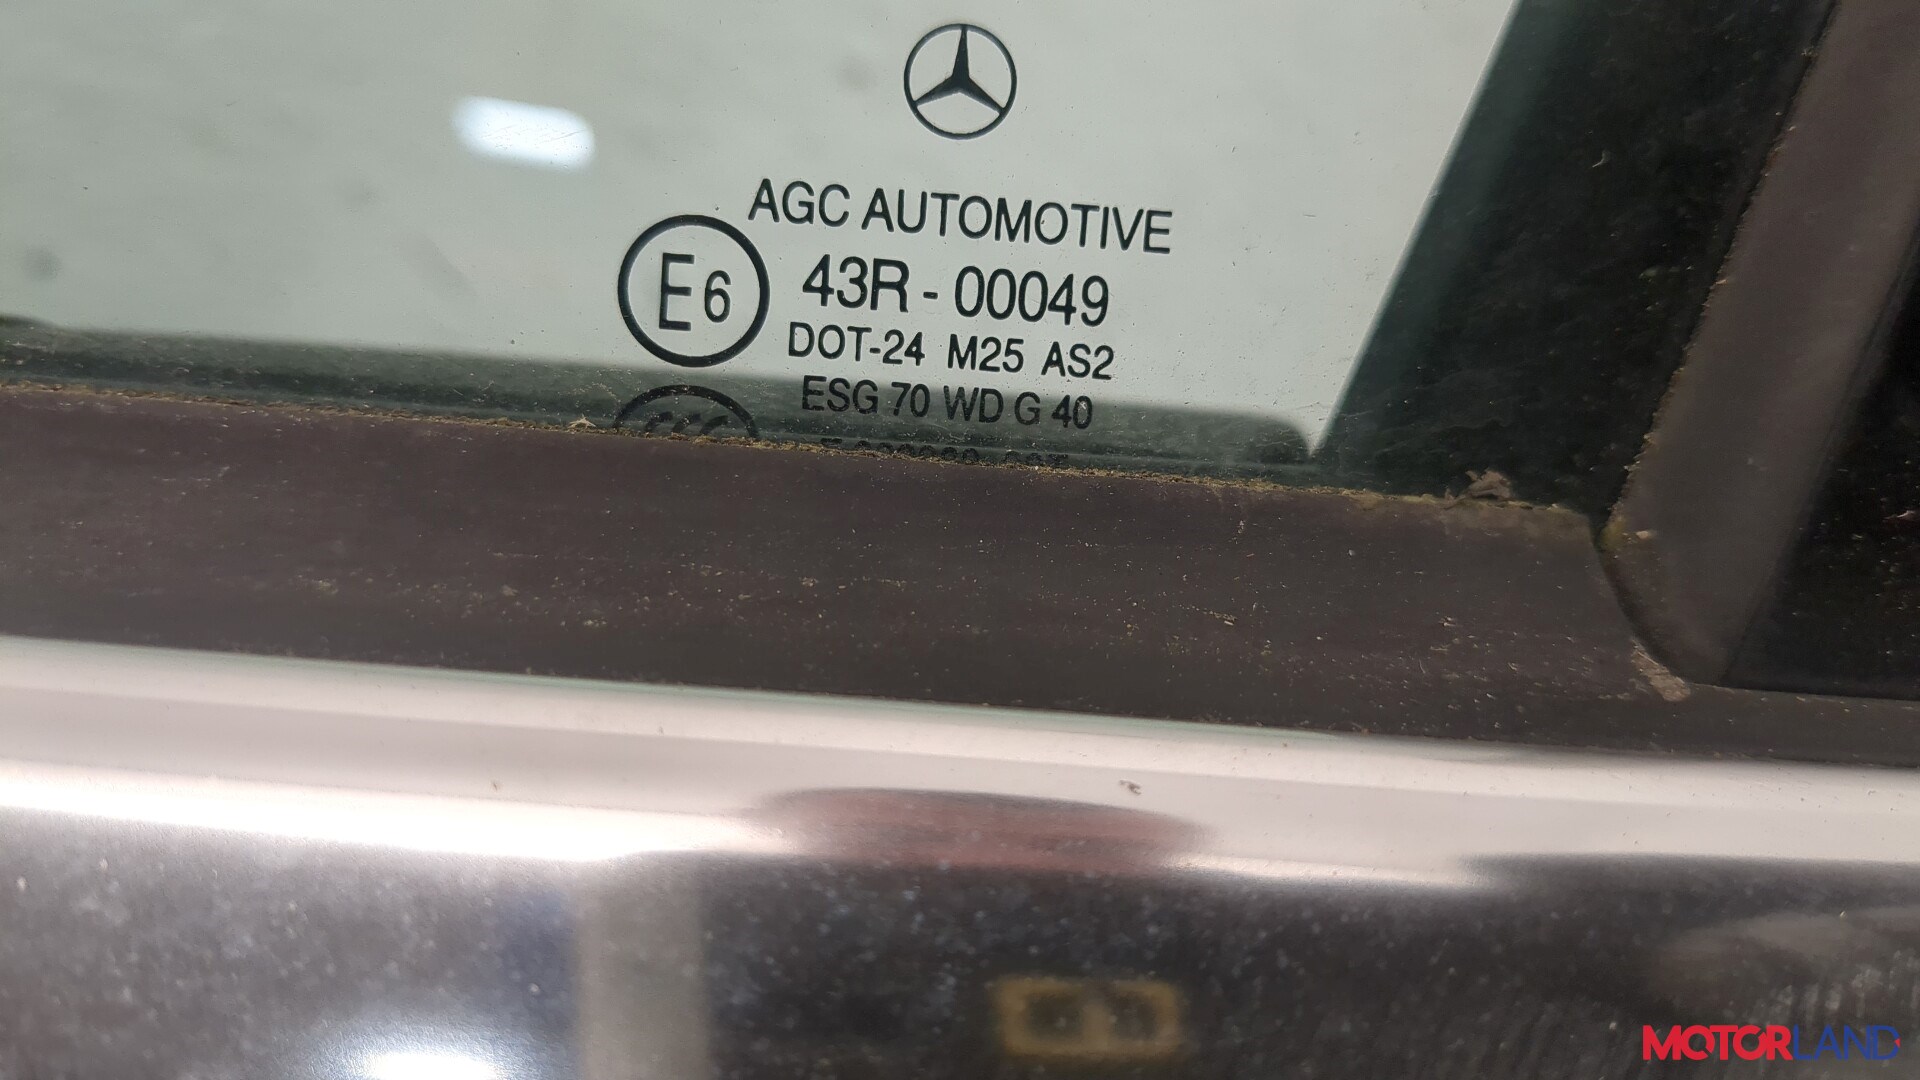 AGC AUTOMOTIVE
E6
43R - 00049
DOT-24 M25 AS2
ESG 70 WD G 40
MOTORLAND